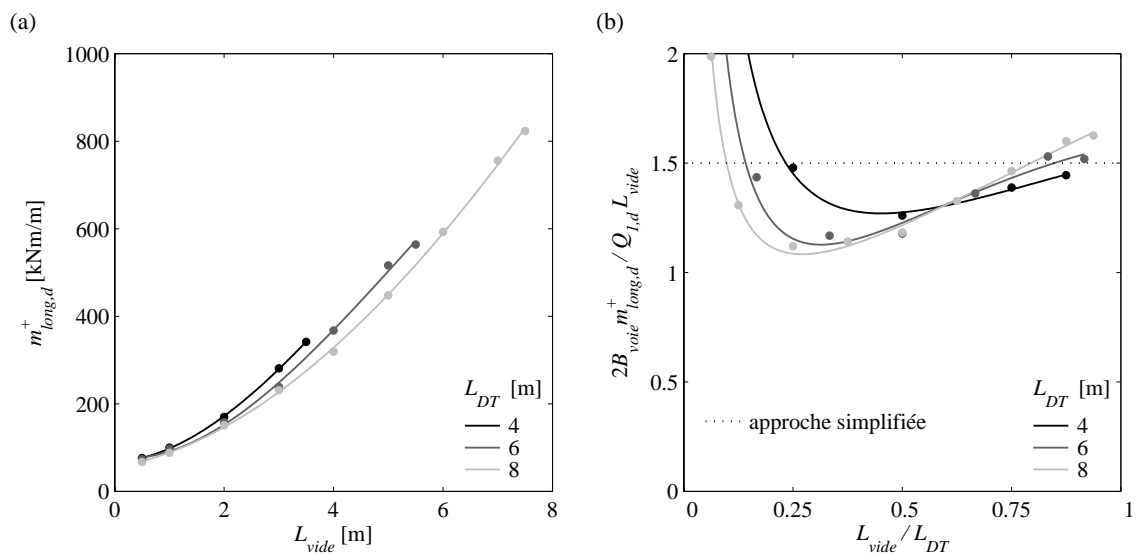 (a)
1000
800
600
400
200
0
m⁺long,d [kNm/m]
0 2 4 6 8
Lvide [m]
LDT [m]
4
6
8
(b)
2
1.5
1
0.5
0
2Bvoie m⁺long,d / Q1,d Lvide
0 0.25 0.5 0.75 1
Lvide / LDT
approche simplifiée
LDT [m]
4
6
8